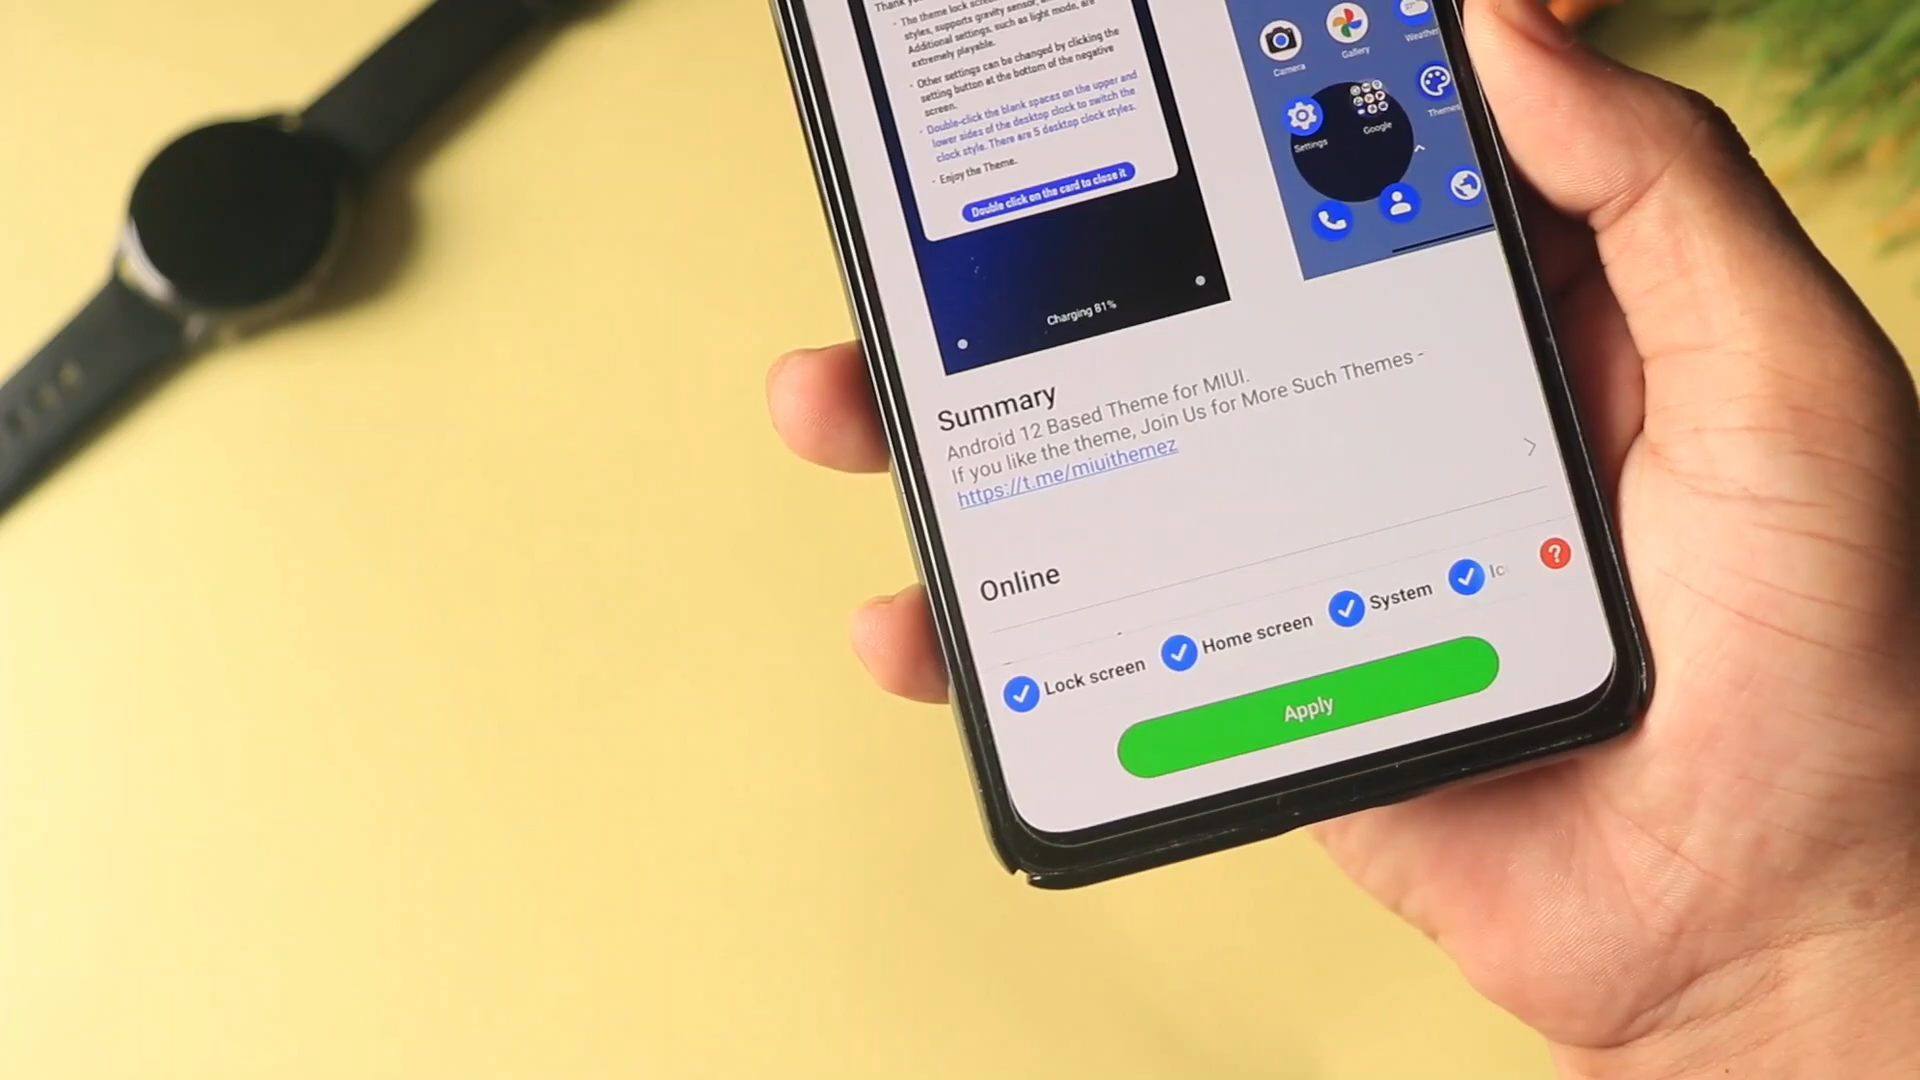 · The theme lock screen
styles, supports gravity sensor,
Additional settings, such as light mode, are
extremely playable.
· Other settings can be changed by clicking the
setting button at the bottom of the negative
screen.
· Double-click the blank spaces on the upper and
lower sides of the desktop clock to switch the
clock style. There are 5 desktop clock styles.
· Enjoy the Theme.
Double click on the card to close it
Charging 81%
Camera
Gallery
Weather
Settings
Google
Themes
Summary
Android 12 Based Theme for MIUI.
If you like the theme, Join Us for More Such Themes -
https://t.me/miuithemez
Online
Lock screen
Home screen
System
Ic
?
Apply